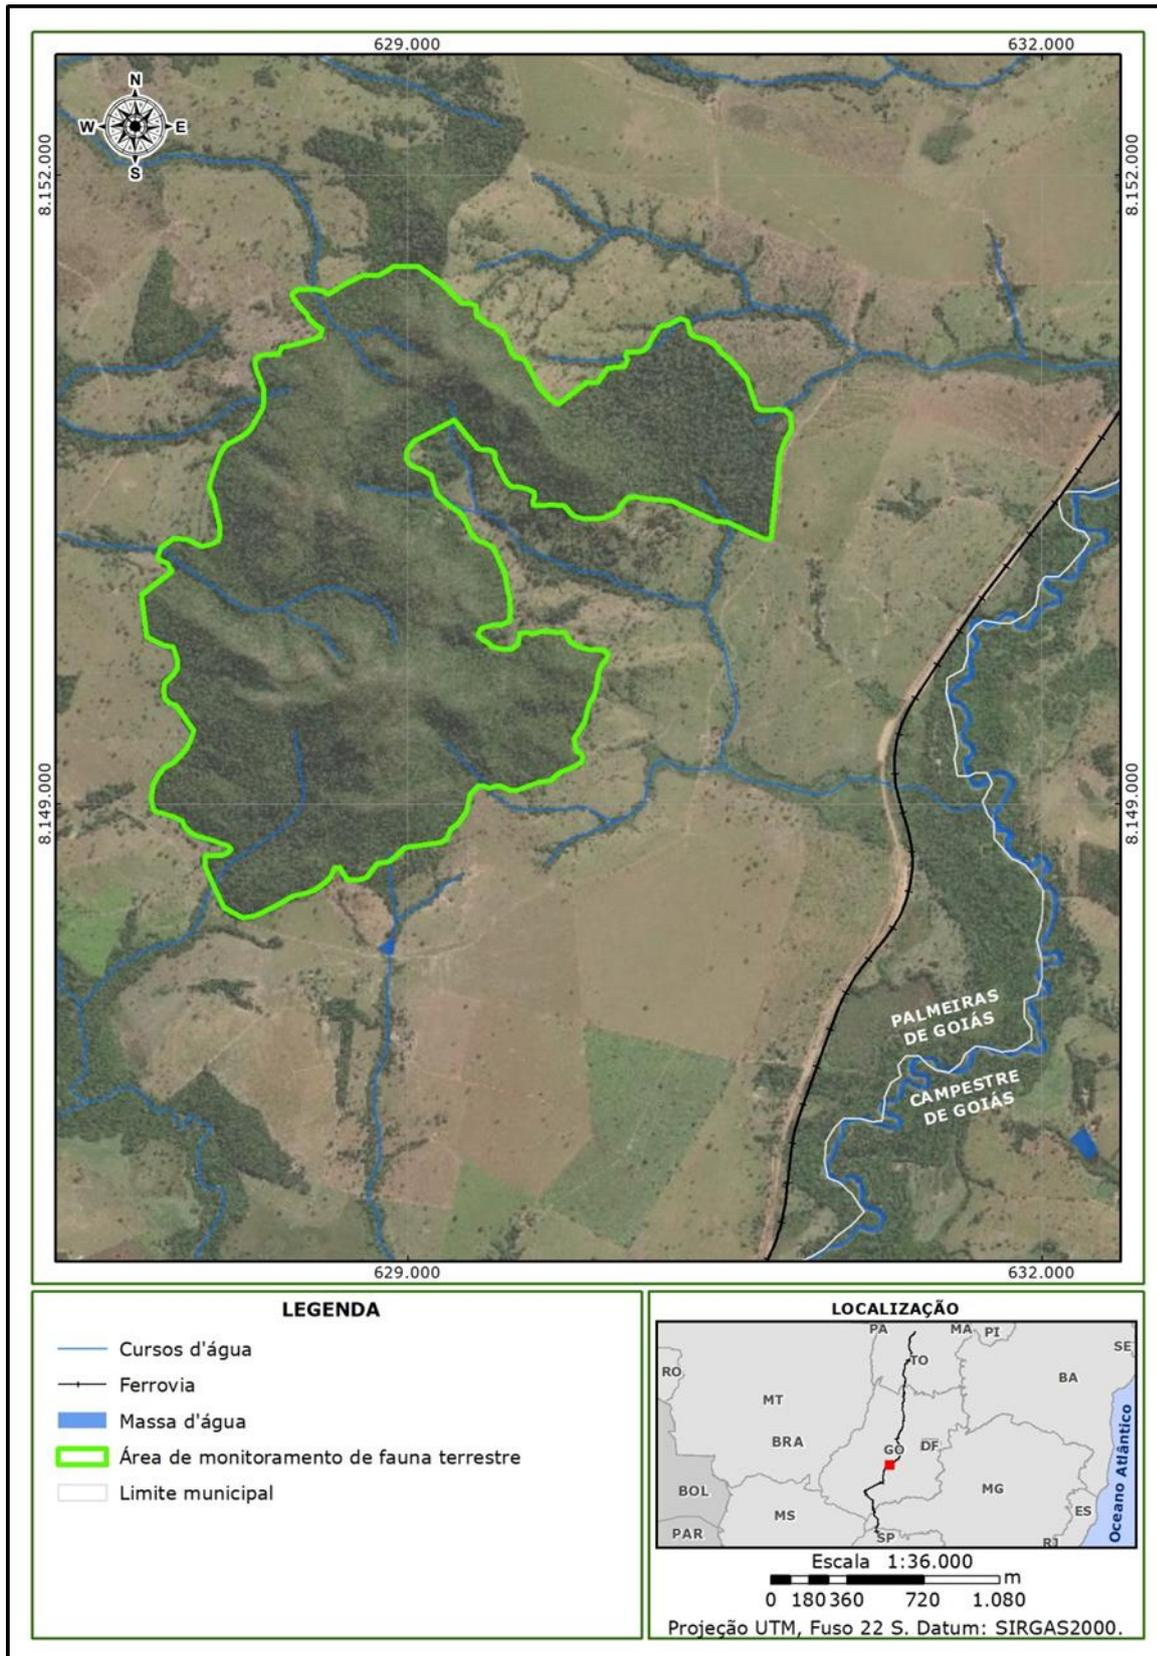 629.000
632.000
N
W
E
S
8.152.000
8.152.000
8.149.000
8.149.000
PALMEIRAS
DE GOIÁS
CAMPESTRE
DE GOIÁS
629.000
632.000
LEGENDA
Cursos d'água
Ferrovia
Massa d'água
Área de monitoramento de fauna terrestre
Limite municipal
LOCALIZAÇÃO
PA
MA
PI
SE
TO
RO
BA
MT
BRA
GO
DF
BOL
MG
MS
ES
PAR
SP
RJ
Oceano Atlântico
Escala 1:36.000
m
0 180 360 720 1.080
Projeção UTM, Fuso 22 S. Datum: SIRGAS2000.